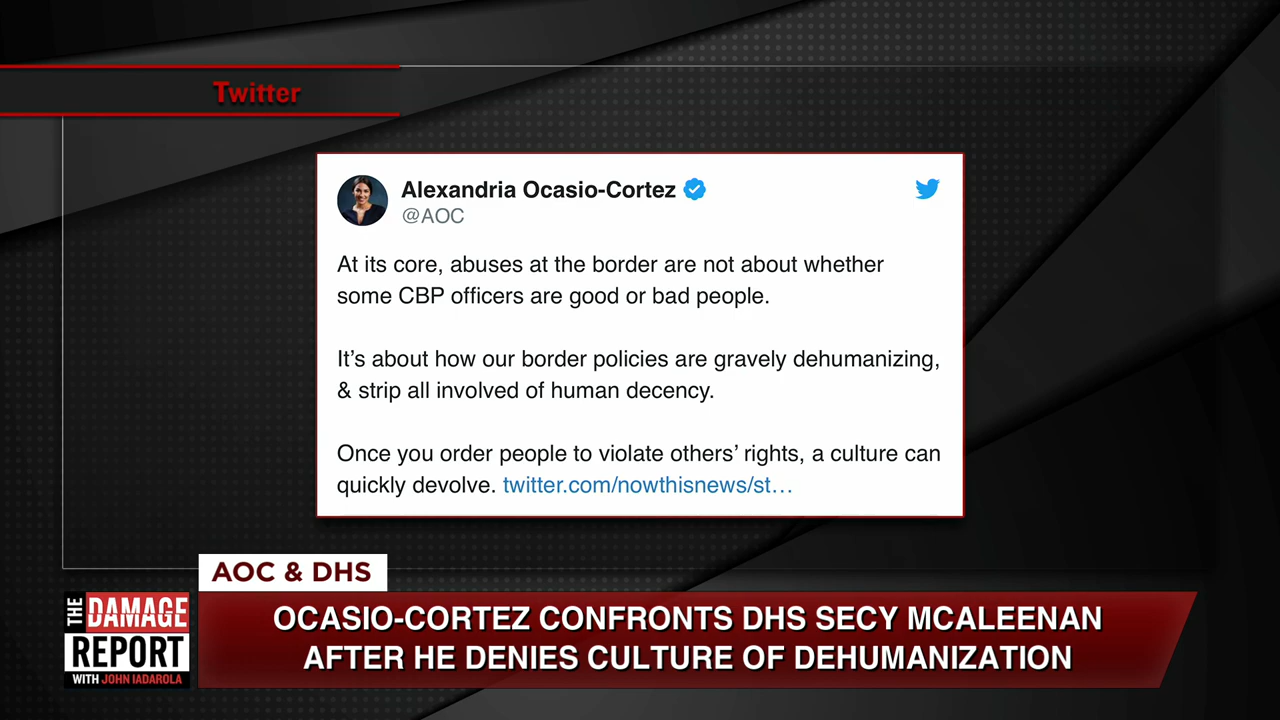 Twitter
Alexandria Ocasio-Cortez
@AOC
At its core, abuses at the border are not about whether
some CBP officers are good or bad people.
It’s about how our border policies are gravely dehumanizing,
& strip all involved of human decency.
Once you order people to violate others’ rights, a culture can
quickly devolve. twitter.com/nowthisnews/st…
AOC & DHS
THE DAMAGE REPORT
WITH JOHN IADAROLA
OCASIO-CORTEZ CONFRONTS DHS SECY MCALEENAN
AFTER HE DENIES CULTURE OF DEHUMANIZATION